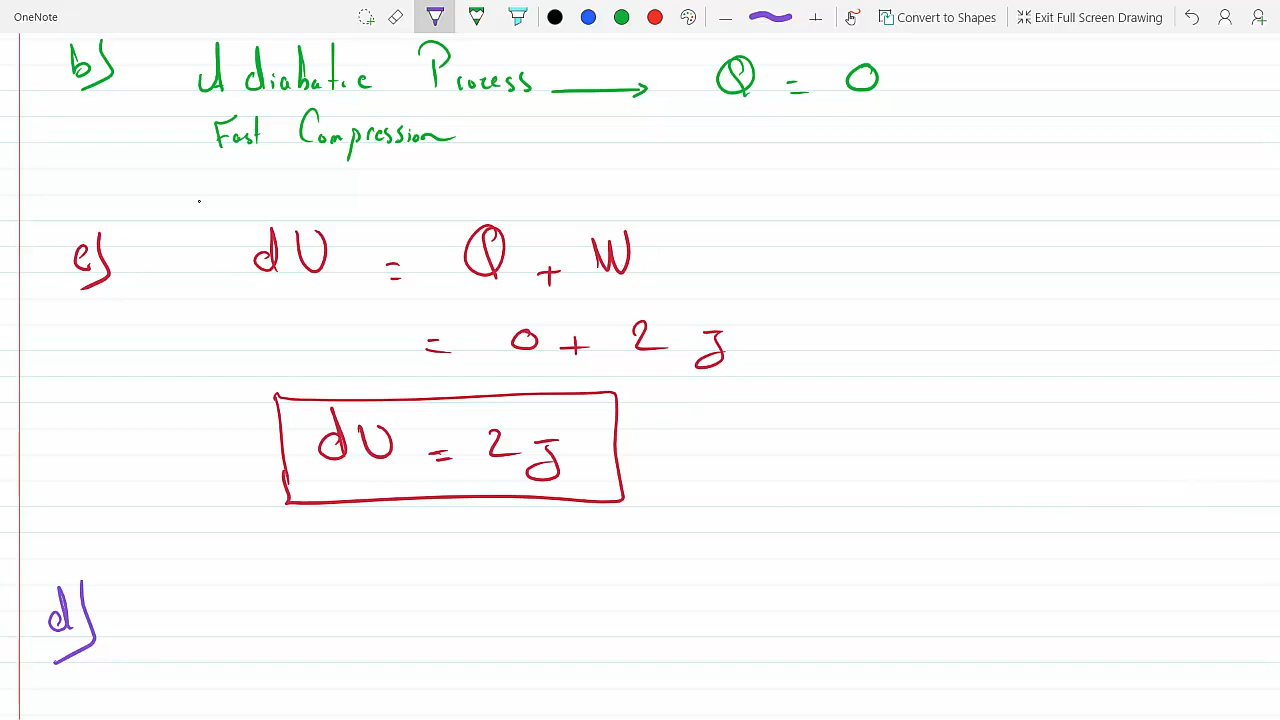 OneNote
Convert to Shapes
Exit Full Screen Drawing
b) Adiabatic Process → Q = 0
Fast Compression
c) dU = Q + W
= 0 + 2 J
dU = 2 J
d)